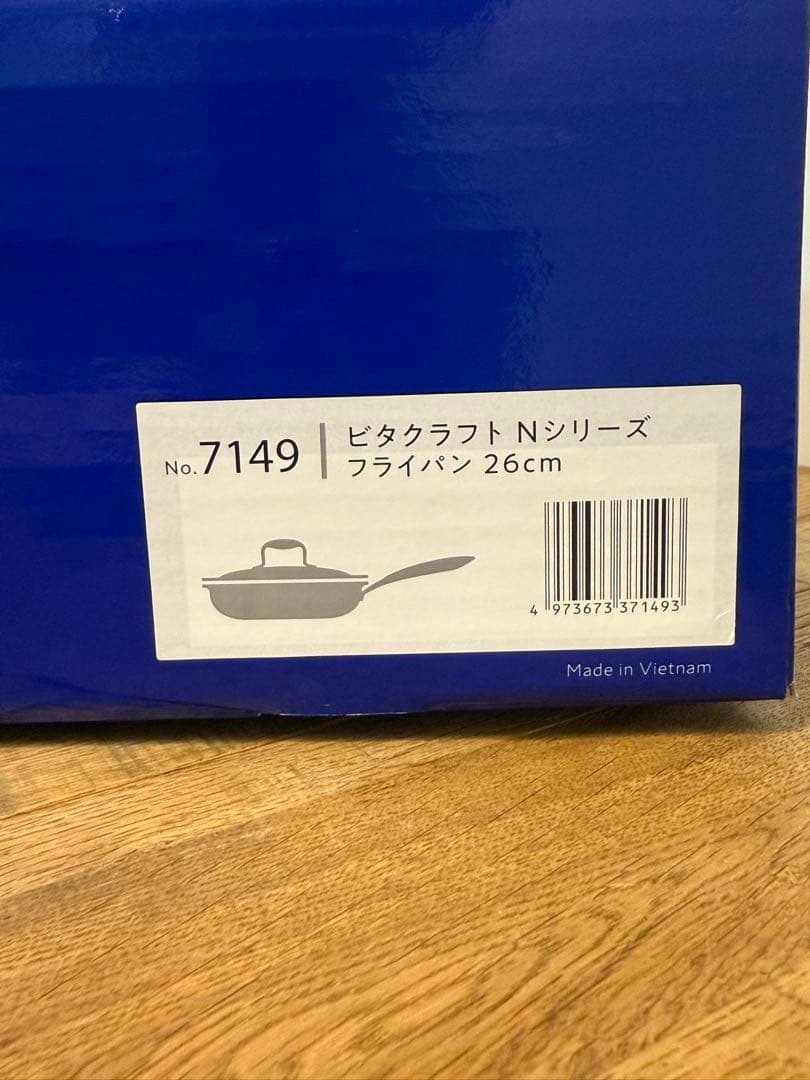 No.7149
ビタクラフト Nシリーズ
フライパン 26cm
4 973673 371493
Made in Vietnam